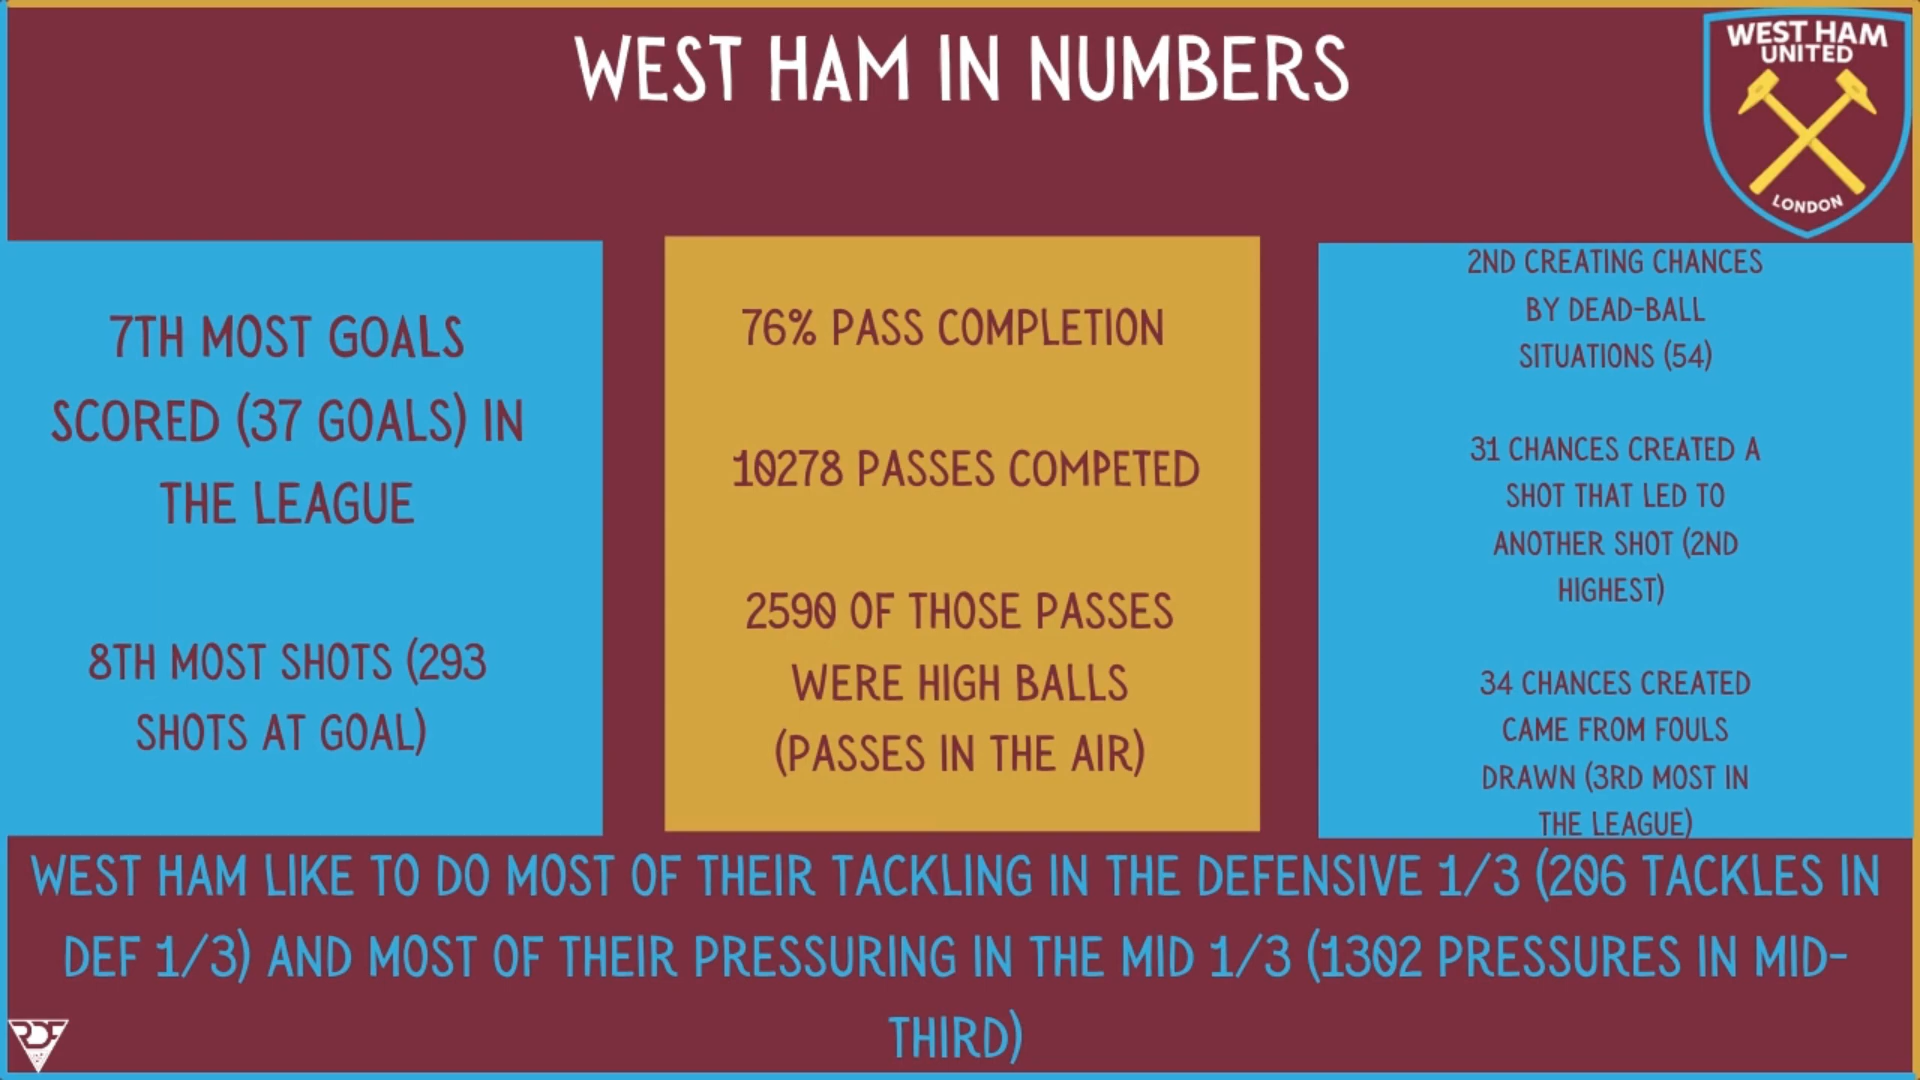 WEST HAM IN NUMBERS
WEST HAM
UNITED
LONDON
7TH MOST GOALS
SCORED (37 GOALS) IN
THE LEAGUE
8TH MOST SHOTS (293
SHOTS AT GOAL)
76% PASS COMPLETION
10278 PASSES COMPETED
2590 OF THOSE PASSES
WERE HIGH BALLS
(PASSES IN THE AIR)
2ND CREATING CHANCES
BY DEAD-BALL
SITUATIONS (54)
31 CHANCES CREATED A
SHOT THAT LED TO
ANOTHER SHOT (2ND
HIGHEST)
34 CHANCES CREATED
CAME FROM FOULS
DRAWN (3RD MOST IN
THE LEAGUE)
WEST HAM LIKE TO DO MOST OF THEIR TACKLING IN THE DEFENSIVE 1/3 (206 TACKLES IN
DEF 1/3) AND MOST OF THEIR PRESSURING IN THE MID 1/3 (1302 PRESSURES IN MID-
THIRD)
RDF